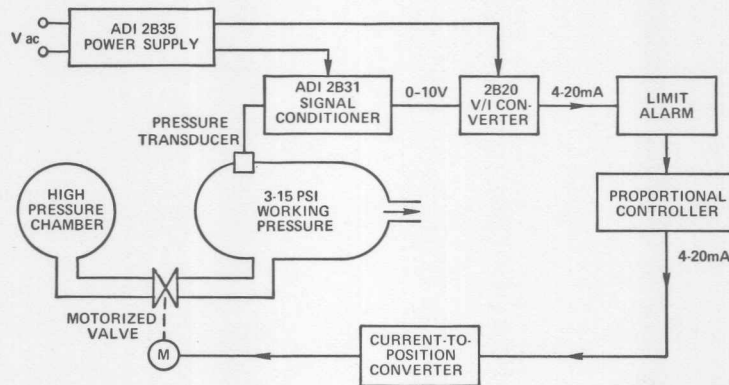 V ac
ADI 2B35
POWER SUPPLY
ADI 2B31
SIGNAL
CONDITIONER
0-10V
2B20
V/I CON-
VERTER
4-20mA
LIMIT
ALARM
PRESSURE
TRANSDUCER
HIGH
PRESSURE
CHAMBER
3-15 PSI
WORKING
PRESSURE
PROPORTIONAL
CONTROLLER
4-20mA
MOTORIZED
VALVE
M
CURRENT-TO-
POSITION
CONVERTER